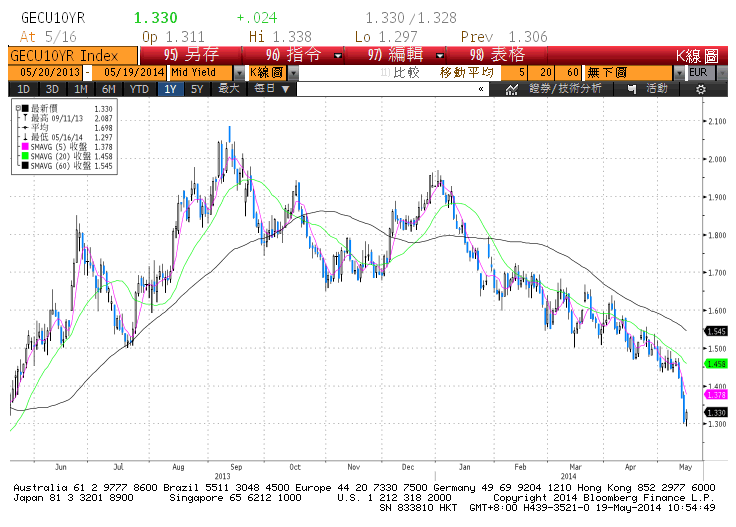 GECU10YR 1.330 +.024 1.330/1.328
At 5/16 Op 1.311 Hi 1.338 Lo 1.297 Prev 1.306
GECU10YR Index 95) 另存 96) 指令 97) 編輯 98) 表格 K線圖
05/20/2013 - 05/19/2014 Mid Yield K線圖 比較 移動平均 5 20 60 無下圖 EUR
1D 3D 1M 6M YTD 1Y 5Y 最大 每日 ▼ « 證券/技術分析 活動
最新價 1.330
最高 09/11/13 2.087
平均 1.698
最低 05/16/14 1.297
SMAVG (5) 收盤 1.378
SMAVG (20) 收盤 1.458
SMAVG (60) 收盤 1.545
2.100
2.000
1.900
1.800
1.700
1.600
1.545
1.500
1.458
1.400
1.378
1.330
1.300
Jun Jul Aug Sep Oct Nov Dec Jan Feb Mar Apr May
2013 2014
Australia 61 2 9777 8600 Brazil 5511 3048 4500 Europe 44 20 7330 7500 Germany 49 69 9204 1210 Hong Kong 852 2977 6000
Japan 81 3 3201 8900 Singapore 65 6212 1000 U.S. 1 212 318 2000 Copyright 2014 Bloomberg Finance L.P.
SN 833810 HKT GMT+8:00 H439-3521-0 19-May-2014 10:54:49